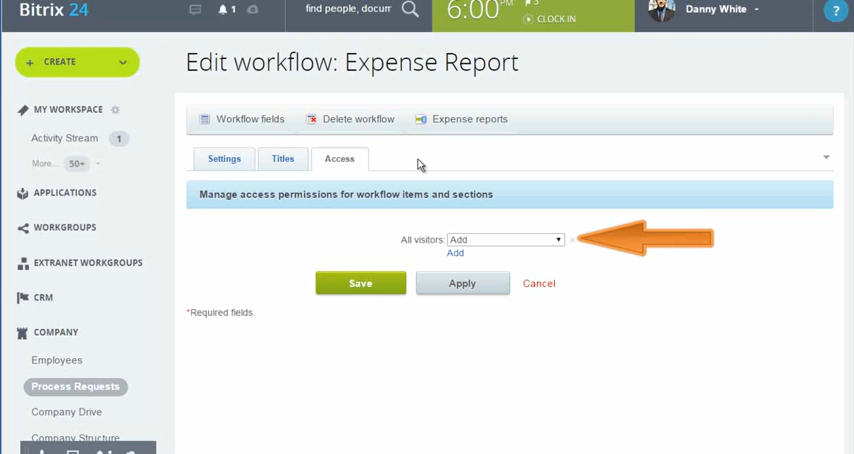 Bitrix 24
1
find people, docum
6:00 PM
3
CLOCK IN
Danny White
?
+ CREATE
Edit workflow: Expense Report
MY WORKSPACE
Activity Stream 1
More... 50+
APPLICATIONS
WORKGROUPS
EXTRANET WORKGROUPS
CRM
COMPANY
Employees
Process Requests
Company Drive
Company Structure
Workflow fields
Delete workflow
Expense reports
Settings
Titles
Access
Manage access permissions for workflow items and sections
All visitors: Add
Add
Save
Apply
Cancel
*Required fields.